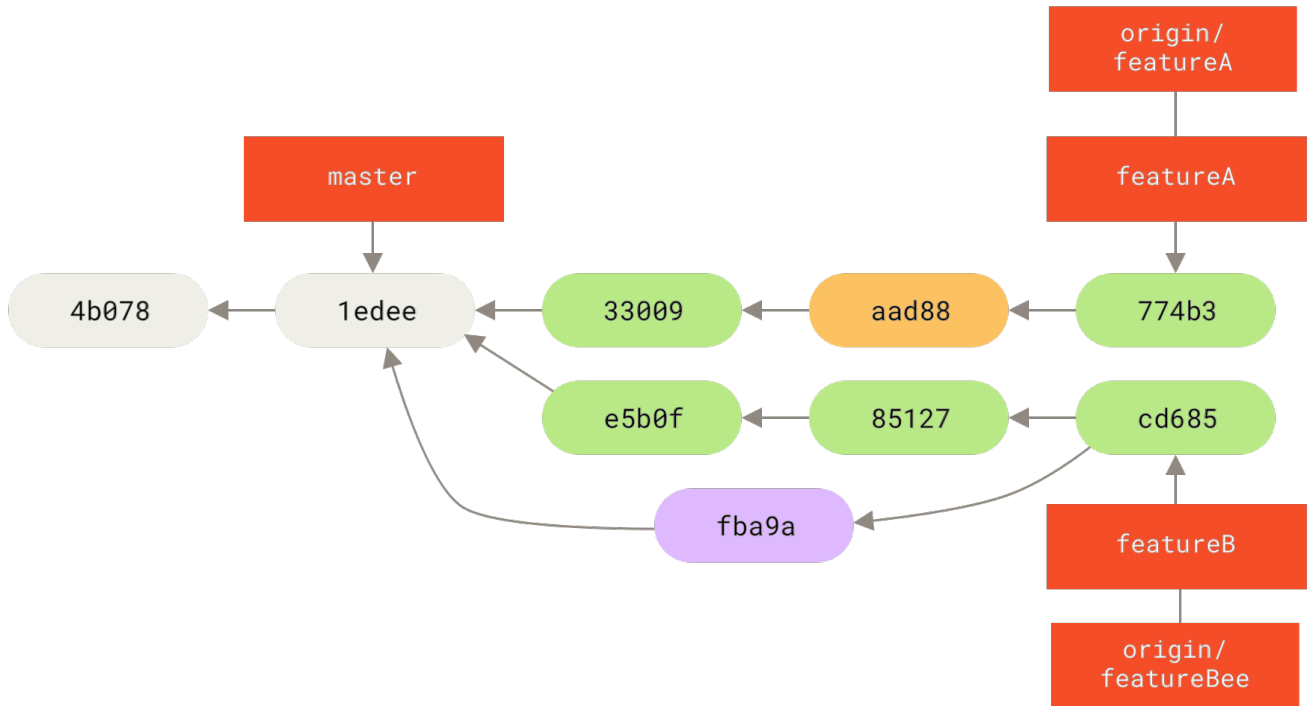 origin/
featureA
master
featureA
4b078
1edee
33009
aad88
774b3
e5b0f
85127
cd685
fba9a
featureB
origin/
featureBee